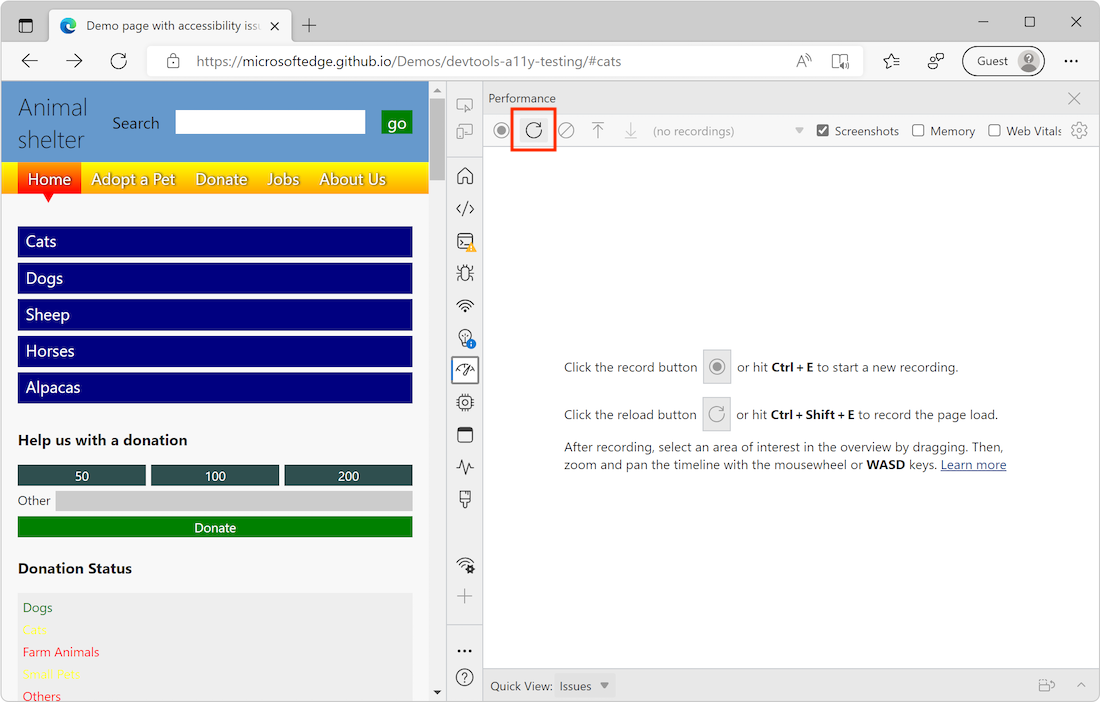 Demo page with accessibility issu
https://microsoftedge.github.io/Demos/devtools-a11y-testing/#cats
A
Guest
Animal
shelter
Search
go
Home Adopt a Pet Donate Jobs About Us
Cats
Dogs
Sheep
Horses
Alpacas
Help us with a donation
50 100 200
Other
Donate
Donation Status
Dogs
Cats
Farm Animals
Small Pets
Others
Performance
(no recordings) Screenshots Memory Web Vitals
Click the record button or hit Ctrl + E to start a new recording.
Click the reload button or hit Ctrl + Shift + E to record the page load.
After recording, select an area of interest in the overview by dragging. Then,
zoom and pan the timeline with the mousewheel or WASD keys. Learn more
Quick View: Issues